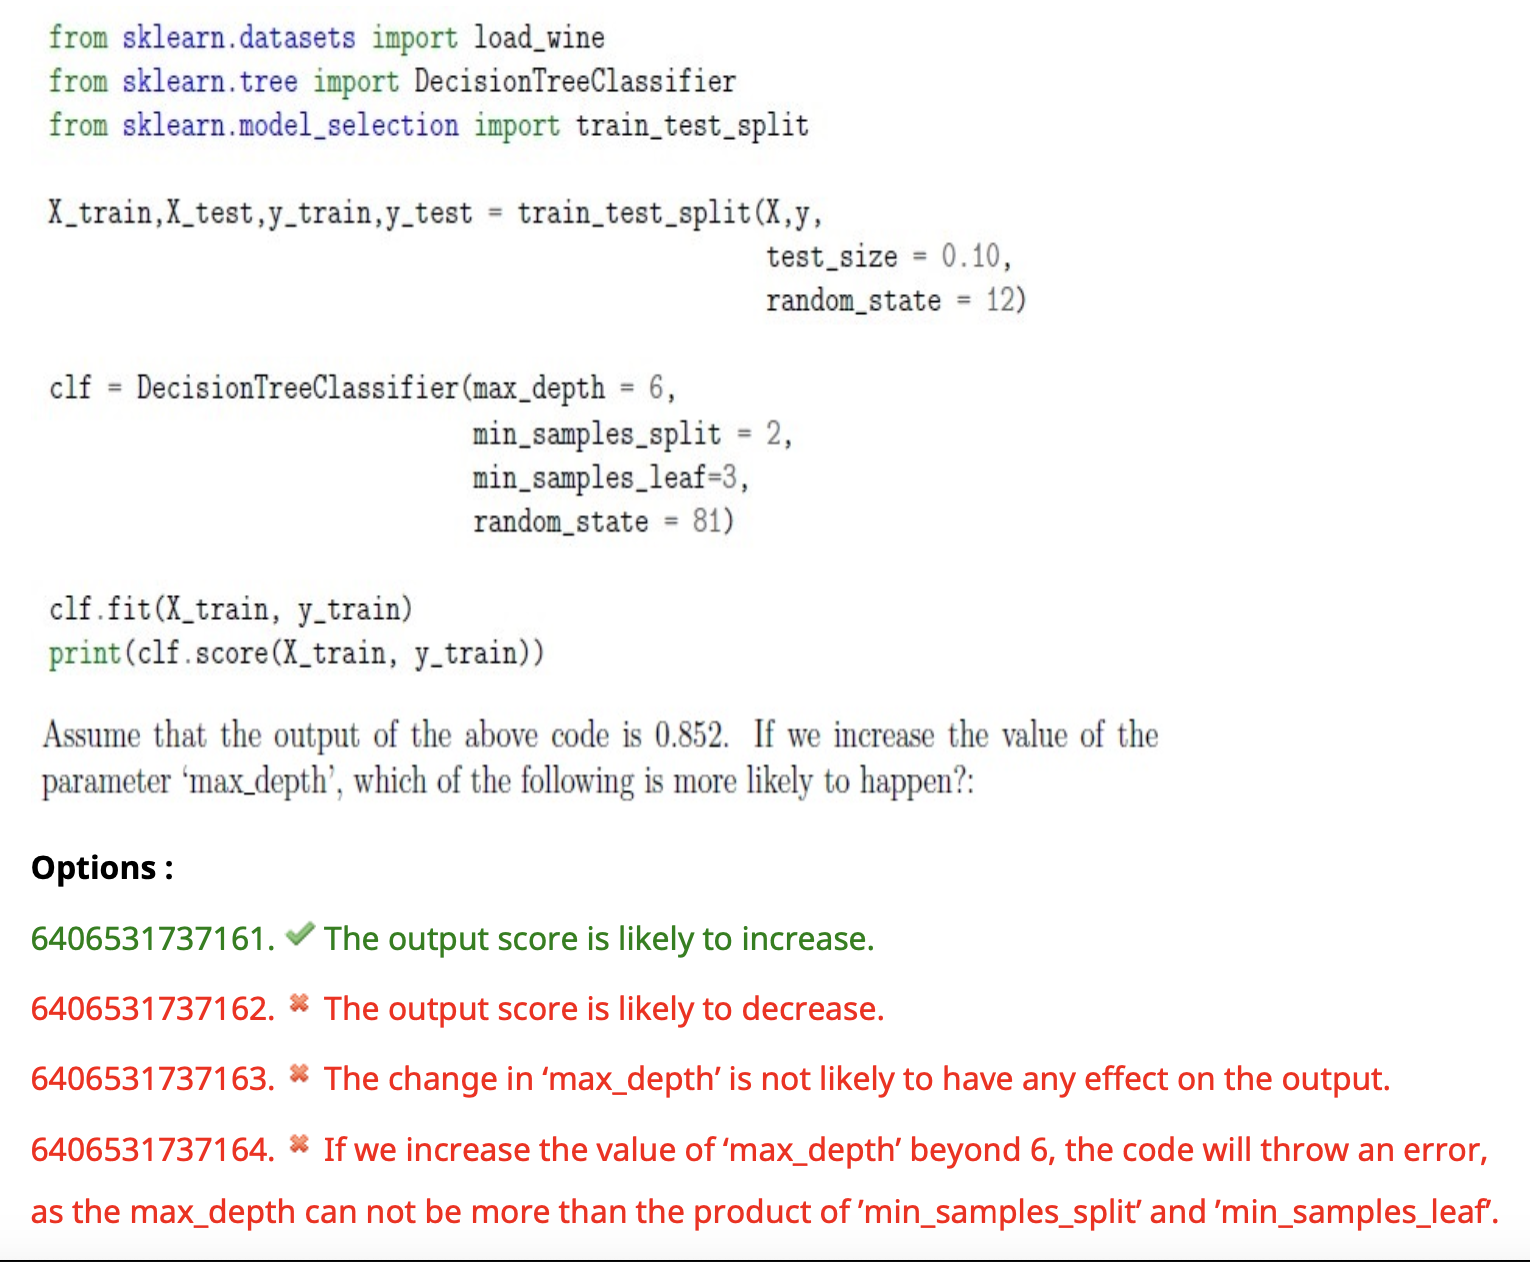 from sklearn.datasets import load_wine
from sklearn.tree import DecisionTreeClassifier
from sklearn.model_selection import train_test_split
X_train,X_test,y_train,y_test = train_test_split(X,y,
test_size = 0.10,
random_state = 12)
clf = DecisionTreeClassifier(max_depth = 6,
min_samples_split = 2,
min_samples_leaf=3,
random_state = 81)
clf.fit(X_train, y_train)
print(clf.score(X_train, y_train))
Assume that the output of the above code is 0.852. If we increase the value of the
parameter ‘max_depth’, which of the following is more likely to happen?:
Options :
6406531737161. ✔ The output score is likely to increase.
6406531737162. ✖ The output score is likely to decrease.
6406531737163. ✖ The change in ‘max_depth’ is not likely to have any effect on the output.
6406531737164. ✖ If we increase the value of ‘max_depth’ beyond 6, the code will throw an error,
as the max_depth can not be more than the product of ’min_samples_split’ and ’min_samples_leaf’.